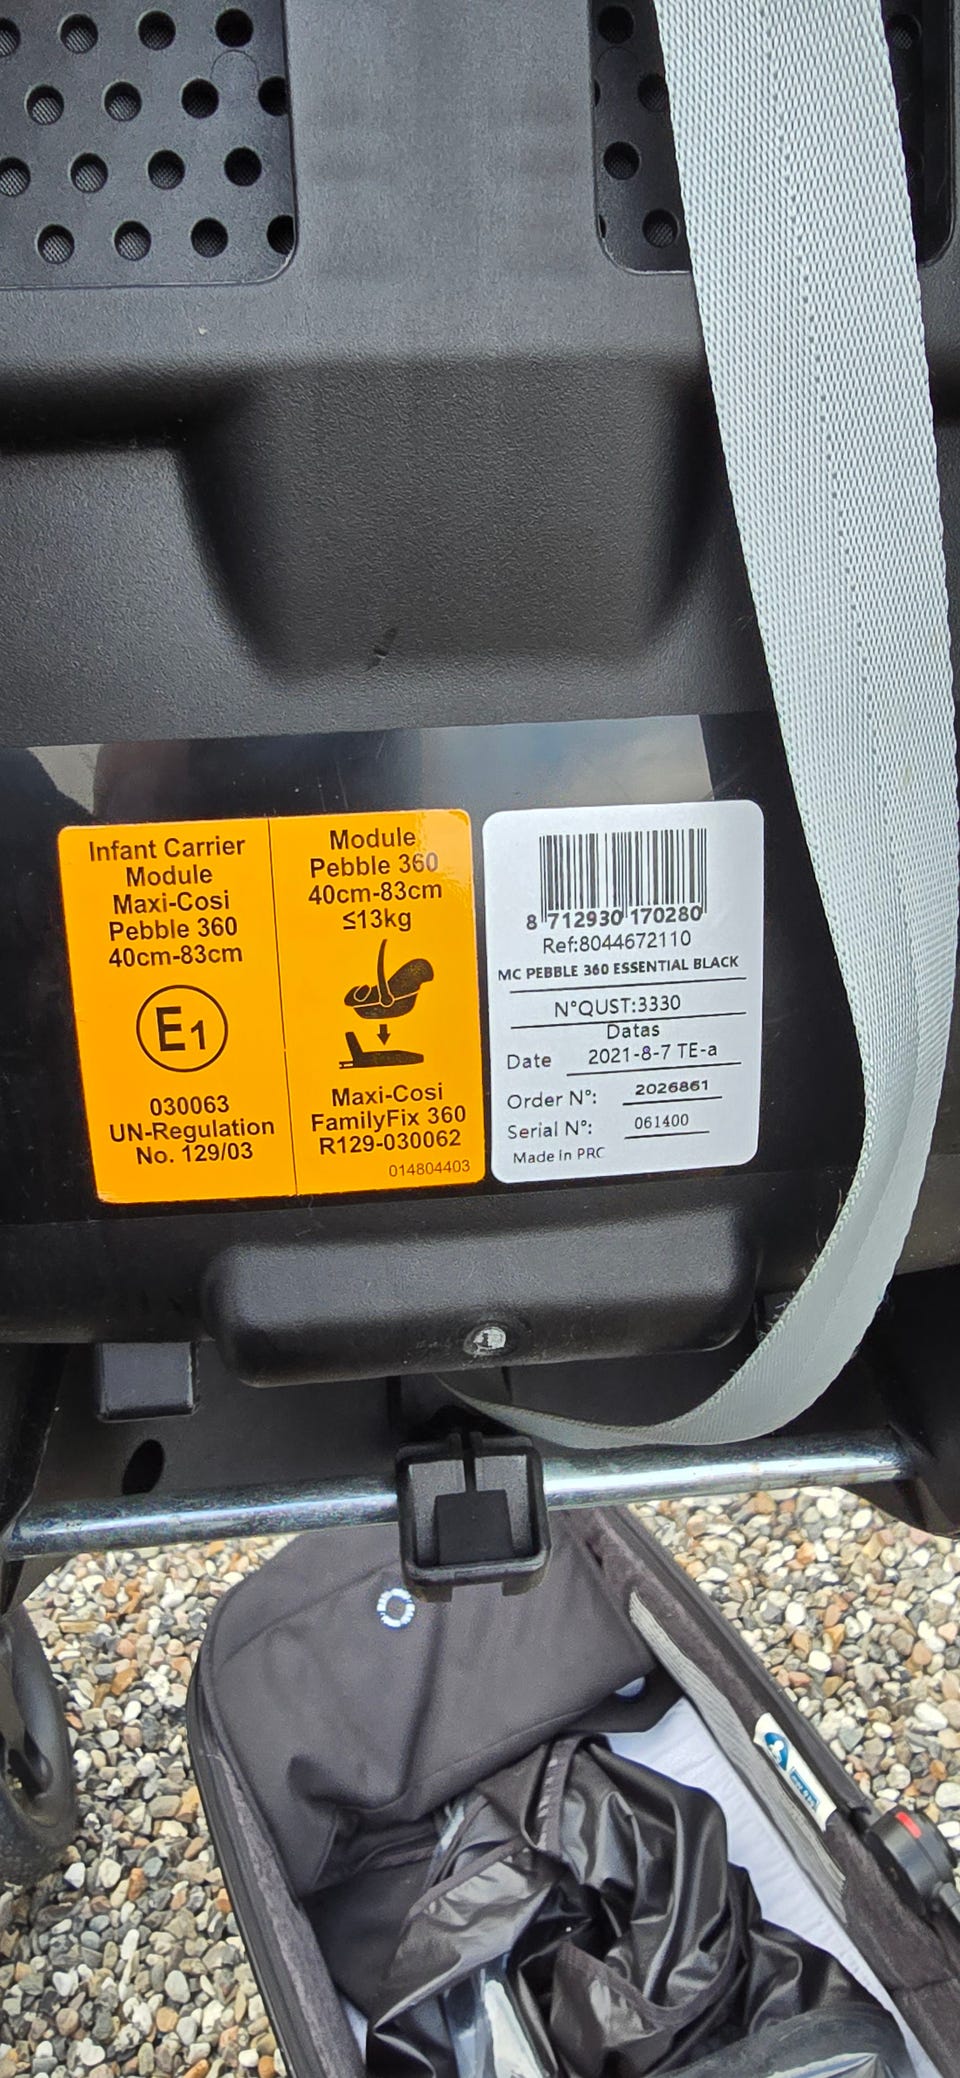 Infant Carrier
Module
Maxi-Cosi
Pebble 360
40cm-83cm
E1
030063
UN-Regulation
No. 129/03
Module
Pebble 360
40cm-83cm
≤13kg
Maxi-Cosi
FamilyFix 360
R129-030062
014804403
8 712930 170280
Ref:8044672110
MC PEBBLE 360 ESSENTIAL BLACK
N°QUST:3330
Datas
Date 2021-8-7 TE-a
Order N°: 2026861
Serial N°: 061400
Made in PRC